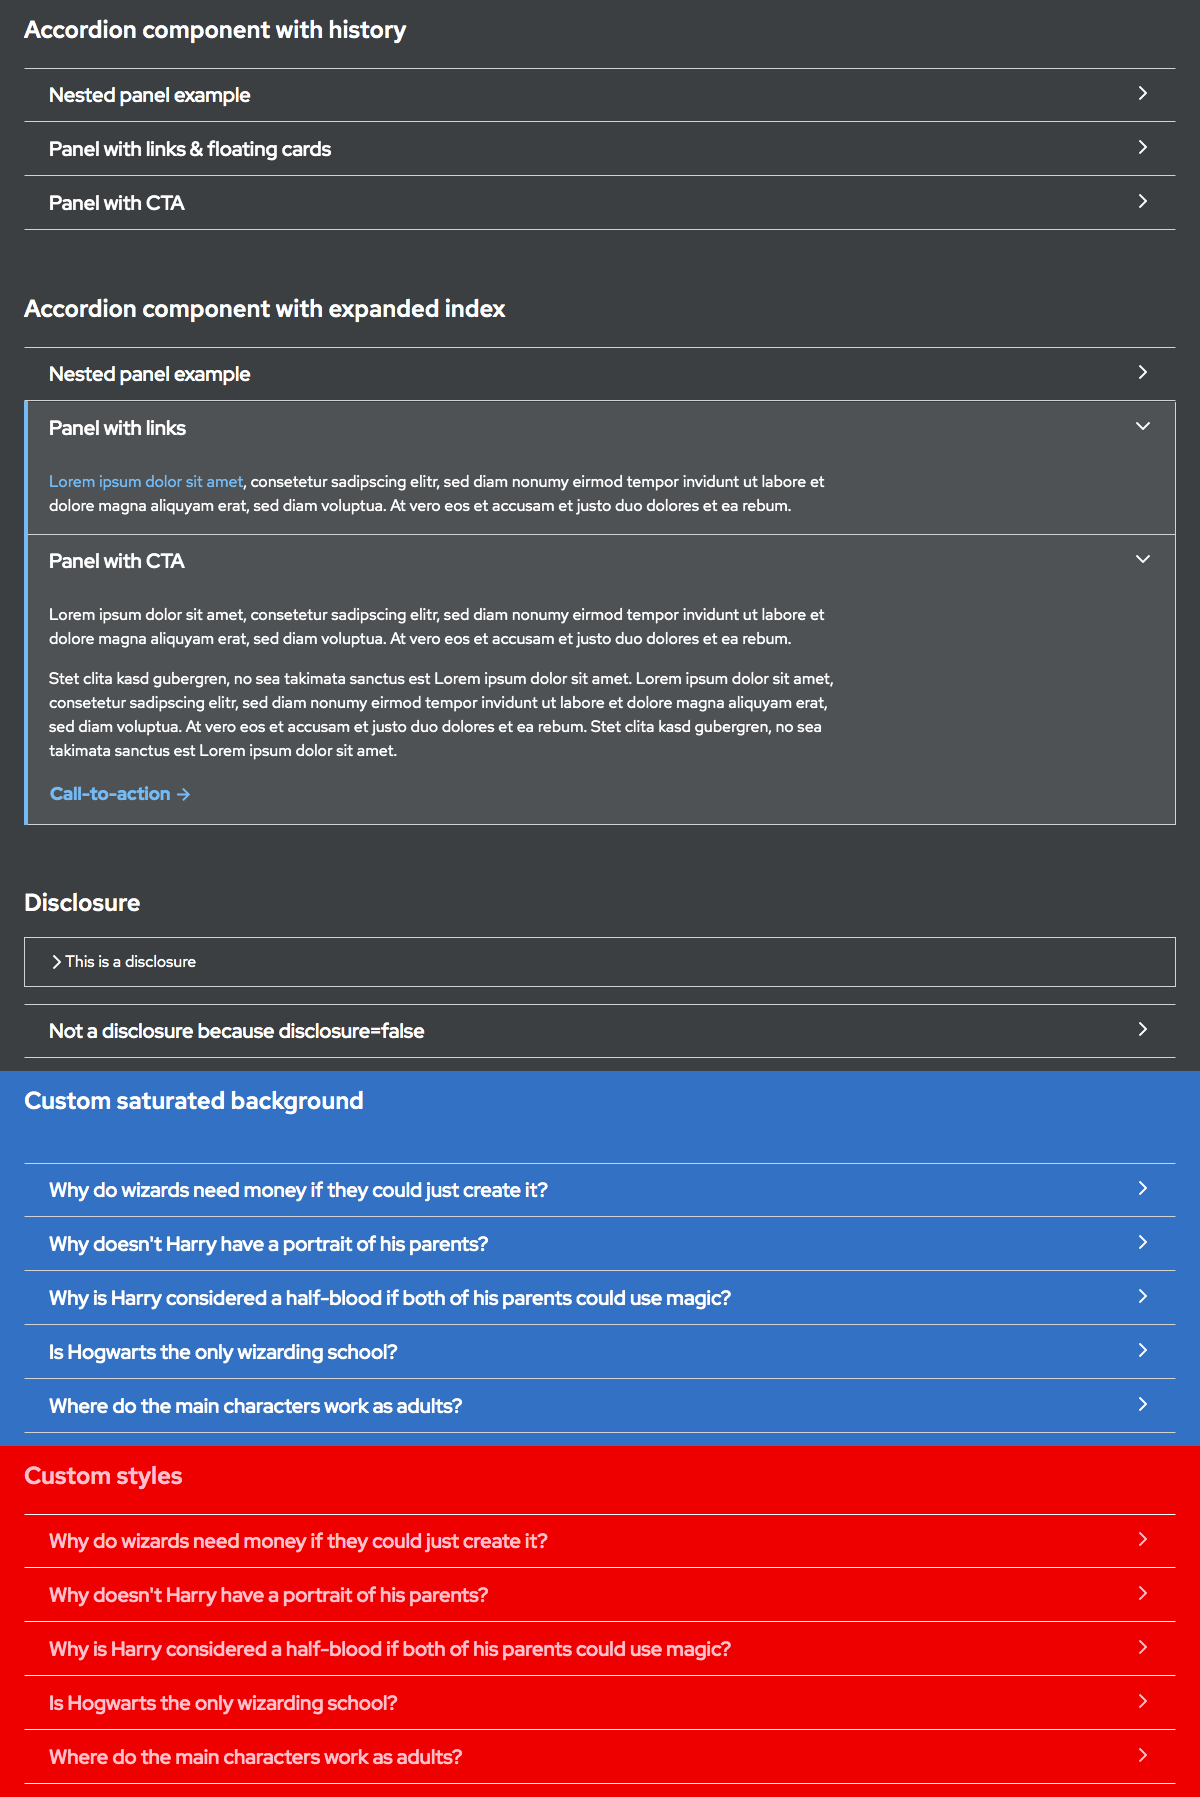 Accordion component with history
Nested panel example
Panel with links & floating cards
Panel with CTA
Accordion component with expanded index
Nested panel example
Panel with links
Lorem ipsum dolor sit amet, consetetur sadipscing elitr, sed diam nonumy eirmod tempor invidunt ut labore et
dolore magna aliquyam erat, sed diam voluptua. At vero eos et accusam et justo duo dolores et ea rebum.
Panel with CTA
Lorem ipsum dolor sit amet, consetetur sadipscing elitr, sed diam nonumy eirmod tempor invidunt ut labore et
dolore magna aliquyam erat, sed diam voluptua. At vero eos et accusam et justo duo dolores et ea rebum.
Stet clita kasd gubergren, no sea takimata sanctus est Lorem ipsum dolor sit amet. Lorem ipsum dolor sit amet,
consetetur sadipscing elitr, sed diam nonumy eirmod tempor invidunt ut labore et dolore magna aliquyam erat,
sed diam voluptua. At vero eos et accusam et justo duo dolores et ea rebum. Stet clita kasd gubergren, no sea
takimata sanctus est Lorem ipsum dolor sit amet.
Call-to-action →
Disclosure
This is a disclosure
Not a disclosure because disclosure=false
Custom saturated background
Why do wizards need money if they could just create it?
Why doesn't Harry have a portrait of his parents?
Why is Harry considered a half-blood if both of his parents could use magic?
Is Hogwarts the only wizarding school?
Where do the main characters work as adults?
Custom styles
Why do wizards need money if they could just create it?
Why doesn't Harry have a portrait of his parents?
Why is Harry considered a half-blood if both of his parents could use magic?
Is Hogwarts the only wizarding school?
Where do the main characters work as adults?